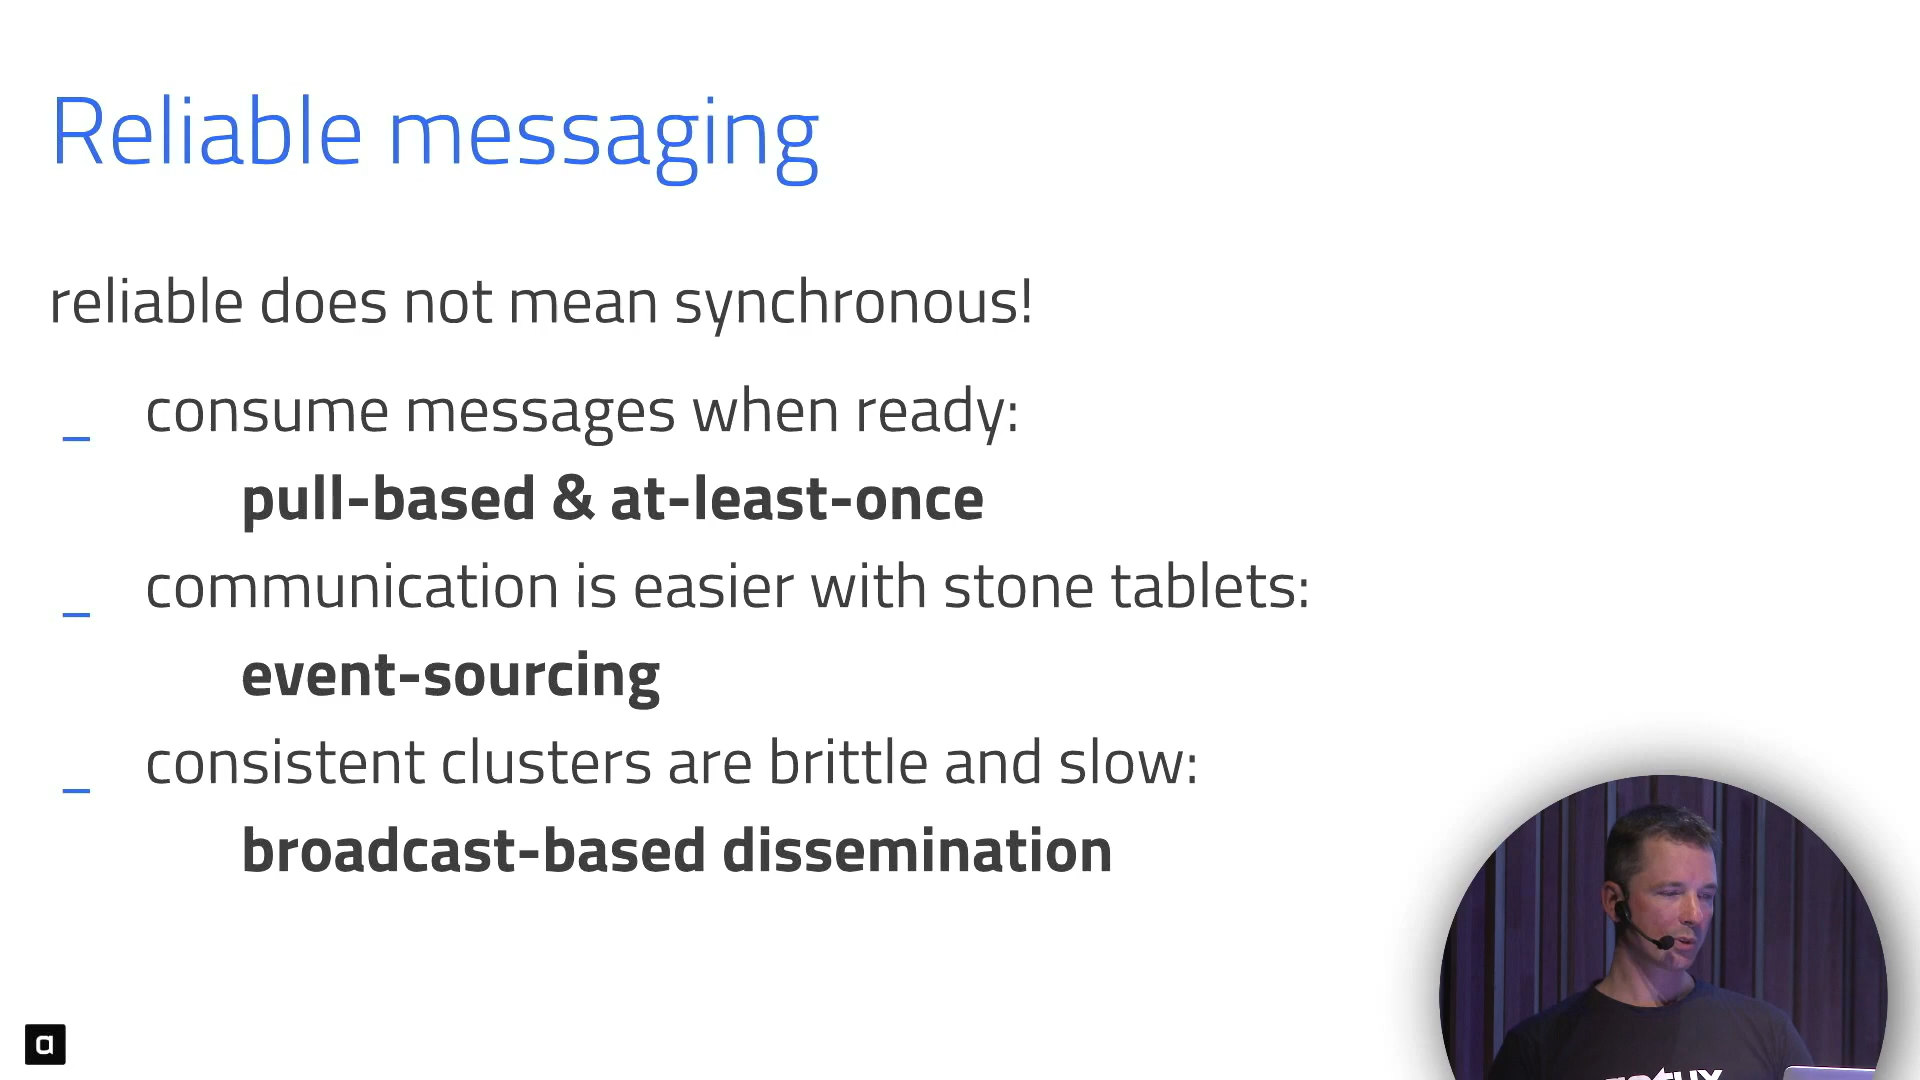 Reliable messaging
reliable does not mean synchronous!
_ consume messages when ready:
pull-based & at-least-once
_ communication is easier with stone tablets:
event-sourcing
_ consistent clusters are brittle and slow:
broadcast-based dissemination
a